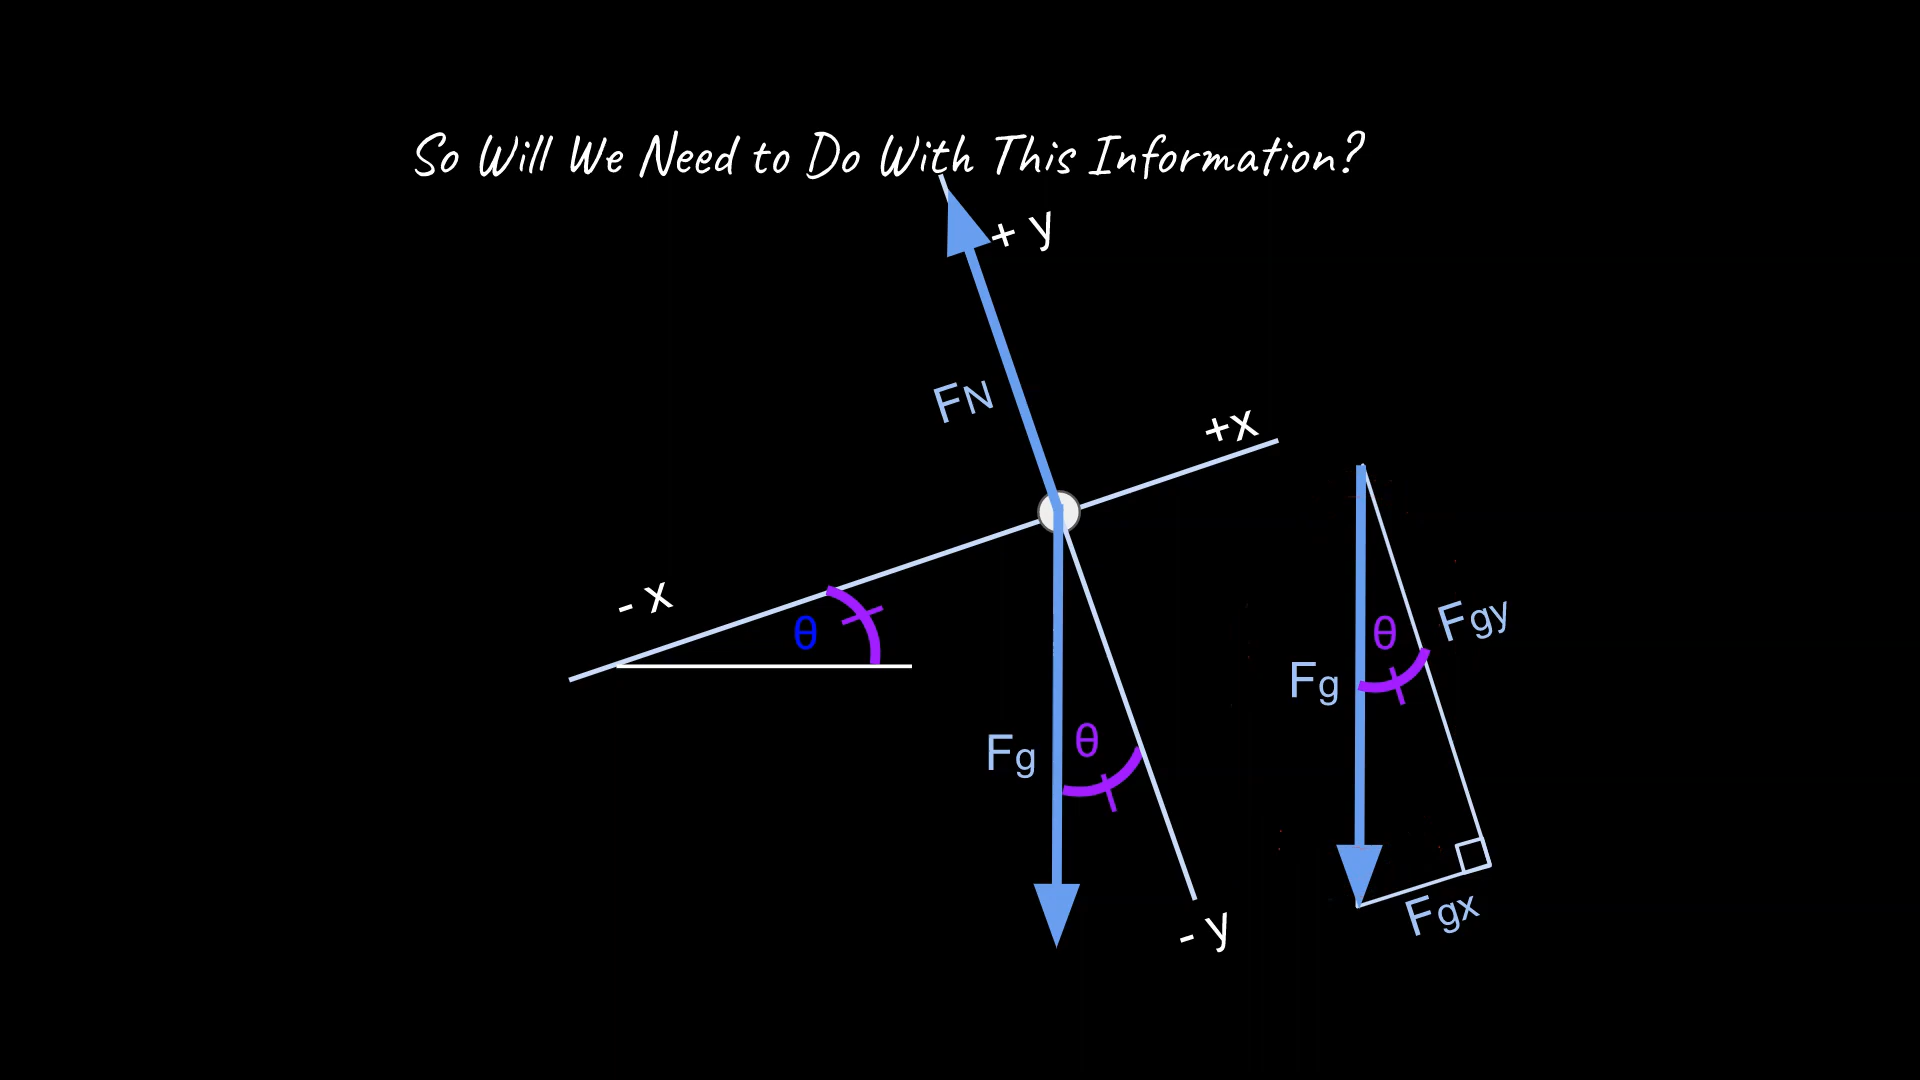 So Will We Need to Do With This Information?
+ y
FN
+x
- x
θ
θ
Fgy
Fg
θ
Fg
Fgx
- y